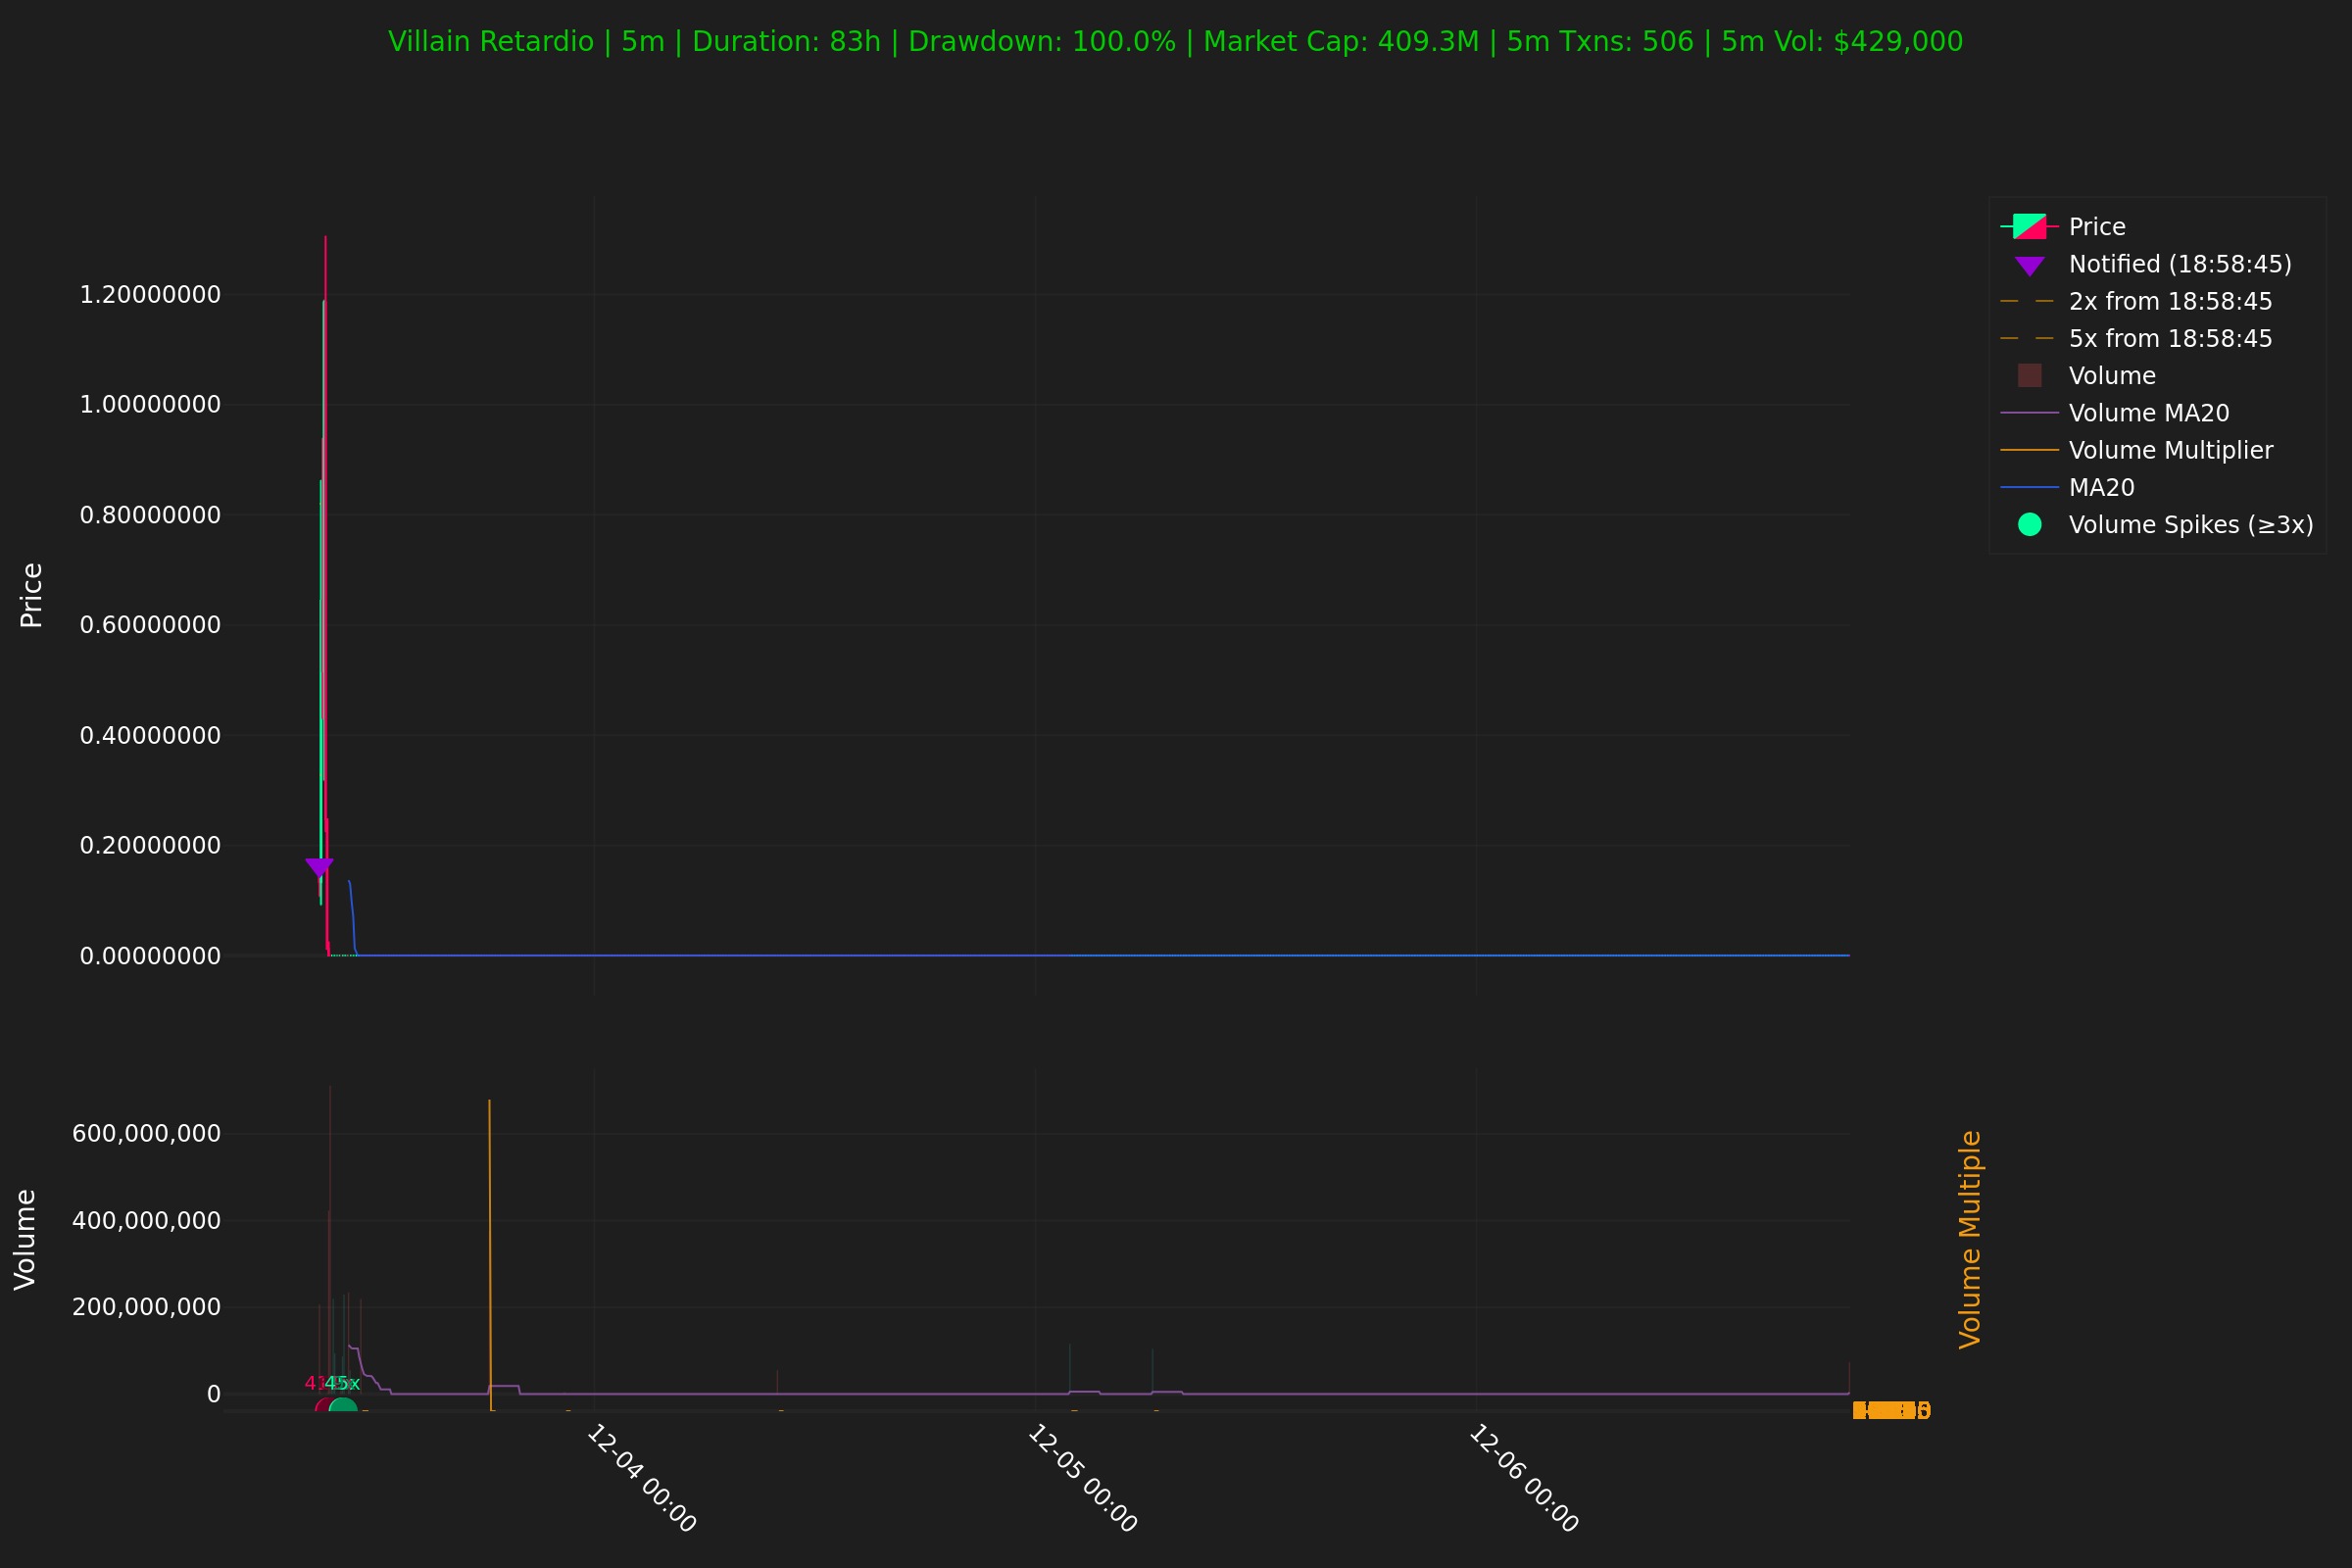 Villain Retardio | 5m | Duration: 83h | Drawdown: 100.0% | Market Cap: 409.3M | 5m Txns: 506 | 5m Vol: $429,000
Price
1.20000000
1.00000000
0.80000000
0.60000000
0.40000000
0.20000000
0.00000000
Price
Notified (18:58:45)
2x from 18:58:45
5x from 18:58:45
Volume
Volume MA20
Volume Multiplier
MA20
Volume Spikes (≥3x)
Volume
600,000,000
400,000,000
200,000,000
0
45x
Volume Multiple
12-04 00:00
12-05 00:00
12-06 00:00